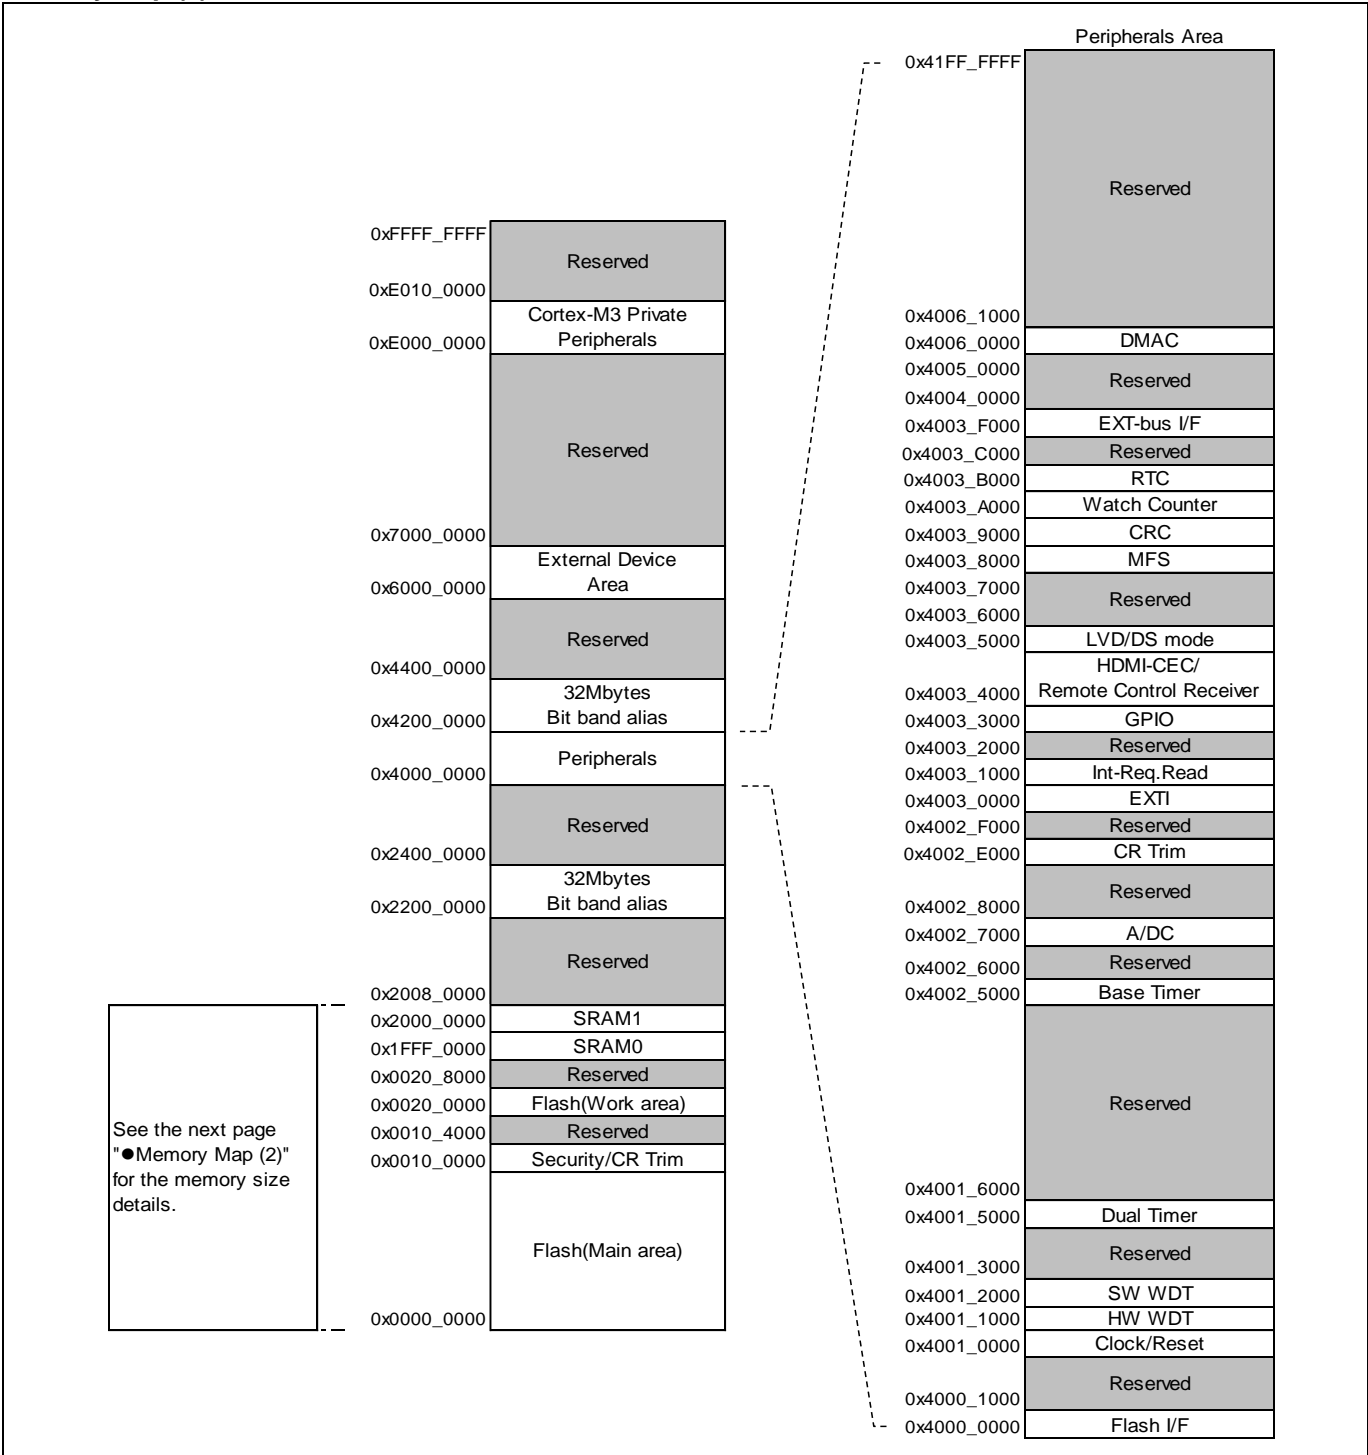 Peripherals Area
0x41FF_FFFF
Reserved
0x4006_1000
0x4006_0000 DMAC
0x4005_0000
Reserved
0x4004_0000
0x4003_F000 EXT-bus I/F
0x4003_C000 Reserved
0x4003_B000 RTC
0x4003_A000 Watch Counter
0x4003_9000 CRC
0x4003_8000 MFS
0x4003_7000
Reserved
0x4003_6000
0x4003_5000 LVD/DS mode
HDMI-CEC/
0x4003_4000 Remote Control Receiver
0x4003_3000 GPIO
0x4003_2000 Reserved
0x4003_1000 Int-Req.Read
0x4003_0000 EXTI
0x4002_F000 Reserved
0x4002_E000 CR Trim
Reserved
0x4002_8000
0x4002_7000 A/DC
0x4002_6000 Reserved
0x4002_5000 Base Timer
Reserved
0x4001_6000
0x4001_5000 Dual Timer
Reserved
0x4001_3000
0x4001_2000 SW WDT
0x4001_1000 HW WDT
0x4001_0000 Clock/Reset
Reserved
0x4000_1000
0x4000_0000 Flash I/F
0xFFFF_FFFF
Reserved
0xE010_0000
Cortex-M3 Private
0xE000_0000 Peripherals
Reserved
0x7000_0000
External Device
0x6000_0000 Area
Reserved
0x4400_0000
32Mbytes
0x4200_0000 Bit band alias
Peripherals
0x4000_0000
Reserved
0x2400_0000
32Mbytes
0x2200_0000 Bit band alias
Reserved
0x2008_0000
0x2000_0000 SRAM1
0x1FFF_0000 SRAM0
0x0020_8000 Reserved
0x0020_0000 Flash(Work area)
0x0010_4000 Reserved
0x0010_0000 Security/CR Trim
Flash(Main area)
0x0000_0000
See the next page
"●Memory Map (2)"
for the memory size
details.